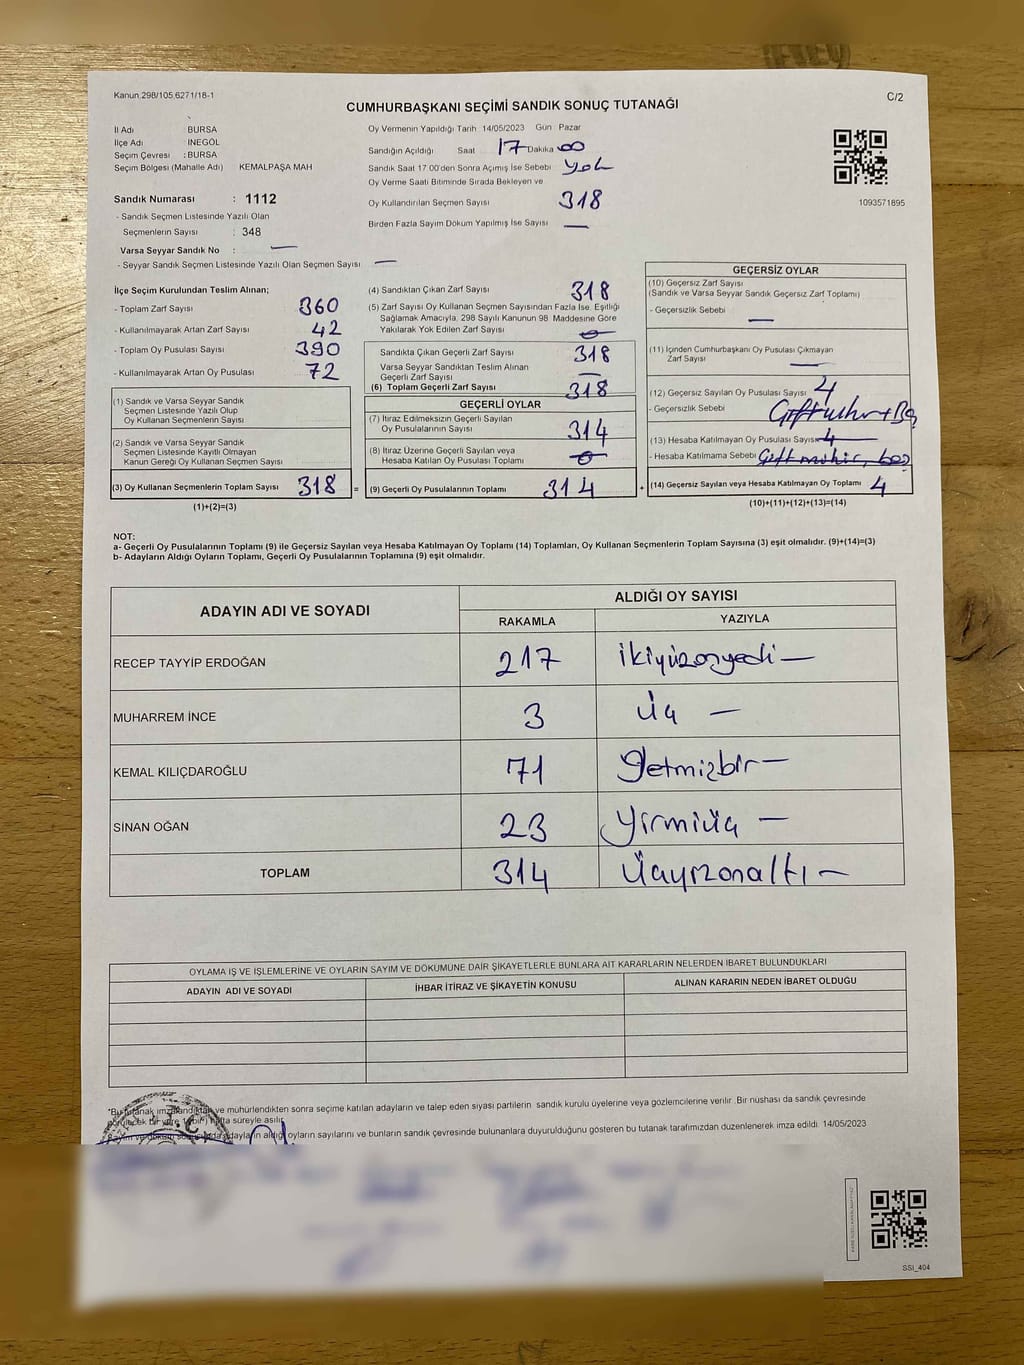 Kanun,298/105,6271/18-1
C/2
CUMHURBAŞKANI SEÇİMİ SANDIK SONUÇ TUTANAĞI
İl Adı : BURSA
İlçe Adı : İNEGÖL
Seçim Çevresi : BURSA
Seçim Bölgesi (Mahalle Adı) KEMALPAŞA MAH
Sandık Numarası : 1112
- Sandık Seçmen Listesinde Yazılı Olan
Seçmenlerin Sayısı : 348
Varsa Seyyar Sandık No : —
- Seyyar Sandık Seçmen Listesinde Yazılı Olan Seçmen Sayısı —
Oy Vermenin Yapıldığı Tarih 14/05/2023 Gün Pazar
Sandığın Açıldığı Saat 17 Dakika 00
Sandık Saat 17:00'den Sonra Açımış İse Sebebi yok
Oy Verme Saati Bitiminde Sırada Bekleyen ve
Oy Kullandırılan Seçmen Sayısı 318
Birden Fazla Sayım Döküm Yapılmış İse Sayısı —
1093571895
İlçe Seçim Kurulundan Teslim Alınan;
- Toplam Zarf Sayısı 360
- Kullanılmayarak Artan Zarf Sayısı 42
- Toplam Oy Pusulası Sayısı 390
- Kullanılmayarak Artan Oy Pusulası 72
(1) Sandık ve Varsa Seyyar Sandık
Seçmen Listesinde Yazılı Olup
Oy Kullanan Seçmenlerin Sayısı
(2) Sandık ve Varsa Seyyar Sandık
Seçmen Listesinde Kayıtlı Olmayan
Kanun Gereği Oy Kullanan Seçmen Sayısı
(3) Oy Kullanan Seçmenlerin Toplam Sayısı 318 =
(1)+(2)=(3)
(4) Sandıktan Çıkan Zarf Sayısı 318
(5) Zarf Sayısı Oy Kullanan Seçmen Sayısından Fazla İse, Eşitliği
Sağlamak Amacıyla, 298 Sayılı Kanunun 98. Maddesine Göre
Yakılarak Yok Edilen Zarf Sayısı 0
Sandıkta Çıkan Geçerli Zarf Sayısı 318
Varsa Seyyar Sandıktan Teslim Alınan
Geçerli Zarf Sayısı —
(6) Toplam Geçerli Zarf Sayısı 318
GEÇERLİ OYLAR
(7) İtiraz Edilmeksizin Geçerli Sayılan
Oy Pusulalarının Sayısı 314
(8) İtiraz Üzerine Geçerli Sayılan veya
Hesaba Katılan Oy Pusulası Toplamı 0
(9) Geçerli Oy Pusulalarının Toplamı 314 +
GEÇERSİZ OYLAR
(10) Geçersiz Zarf Sayısı
(Sandık ve Varsa Seyyar Sandık Geçersiz Zarf Toplamı)
- Geçersizlik Sebebi —
(11) İçinden Cumhurbaşkanı Oy Pusulası Çıkmayan
Zarf Sayısı —
(12) Geçersiz Sayılan Oy Pusulası Sayısı 4
- Geçersizlik Sebebi
(13) Hesaba Katılmayan Oy Pusulası Sayısı 4
- Hesaba Katılmama Sebebi Çift mühür, boş
(14) Geçersiz Sayılan veya Hesaba Katılmayan Oy Toplamı 4
(10)+(11)+(12)+(13)=(14)
NOT:
a- Geçerli Oy Pusulalarının Toplamı (9) ile Geçersiz Sayılan veya Hesaba Katılmayan Oy Toplamı (14) Toplamları, Oy Kullanan Seçmenlerin Toplam Sayısına (3) eşit olmalıdır. (9)+(14)=(3)
b- Adayların Aldığı Oyların Toplamı, Geçerli Oy Pusulalarının Toplamına (9) eşit olmalıdır.
ADAYIN ADI VE SOYADI
ALDIĞI OY SAYISI
RAKAMLA YAZIYLA
RECEP TAYYİP ERDOĞAN 217 ikiyüzonyedi —
MUHARREM İNCE 3 üç —
KEMAL KILIÇDAROĞLU 71 Yetmişbir —
SİNAN OĞAN 23 Yirmiüç —
TOPLAM 314 Üçyüzonaltı —
OYLAMA İŞ VE İŞLEMLERİNE VE OYLARIN SAYIM VE DÖKÜMÜNE DAİR ŞİKAYETLERLE BUNLARA AİT KARARLARIN NELERDEN İBARET BULUNDUKLARI
ADAYIN ADI VE SOYADI İHBAR İTİRAZ VE ŞİKAYETİN KONUSU ALINAN KARARIN NEDEN İBARET OLDUĞU
*Bu tutanak imzalandıktan ve mühürlendikten sonra seçime katılan adayların ve talep eden siyasi partilerin sandık kurulu üyelerine veya gözlemcilerine verilir. Bir nüshası da sandık çevresinde
hafta süreyle asılır.
adayların aldığı oyların sayılarını ve bunların sandık çevresinde bulunanlara duyurulduğunu gösteren bu tutanak tarafımızdan düzenlenerek imza edildi. 14/05/2023
SSİ_404